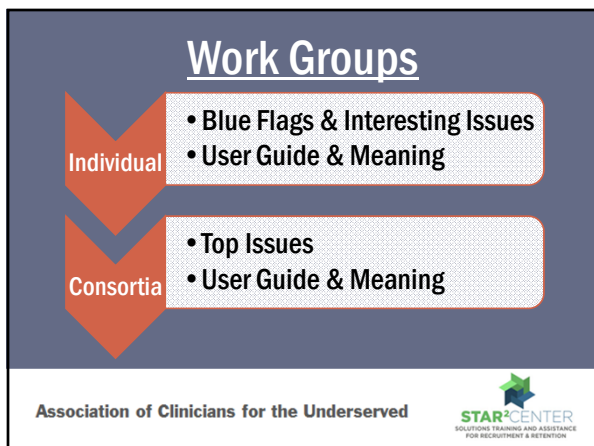 Work Groups
Individual
• Blue Flags & Interesting Issues
• User Guide & Meaning
Consortia
• Top Issues
• User Guide & Meaning
Association of Clinicians for the Underserved
STAR²CENTER
SOLUTIONS TRAINING AND ASSISTANCE
FOR RECRUITMENT & RETENTION